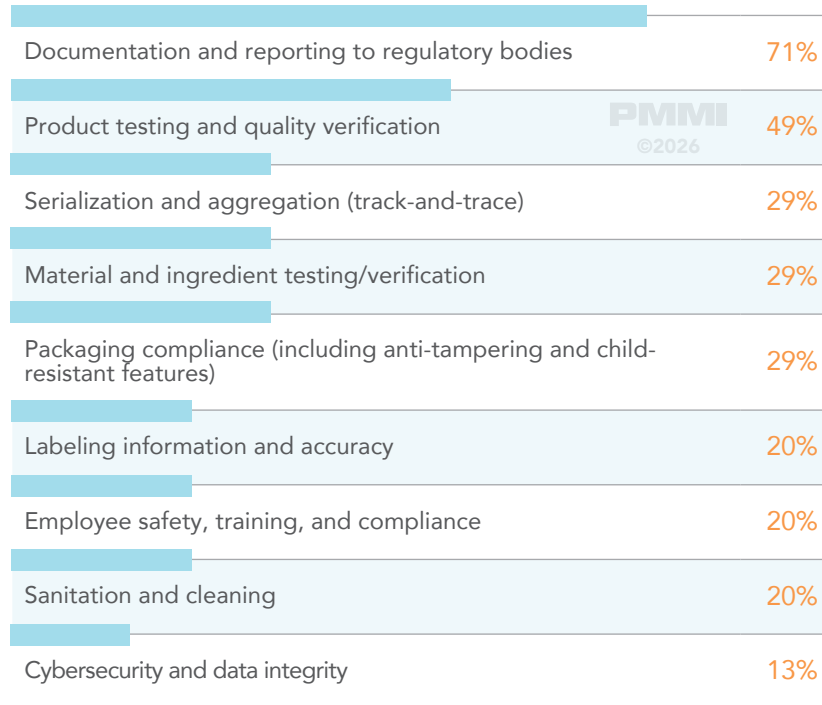 Documentation and reporting to regulatory bodies 71%
Product testing and quality verification 49%
PMMI
©2026
Serialization and aggregation (track-and-trace) 29%
Material and ingredient testing/verification 29%
Packaging compliance (including anti-tampering and child-
resistant features) 29%
Labeling information and accuracy 20%
Employee safety, training, and compliance 20%
Sanitation and cleaning 20%
Cybersecurity and data integrity 13%